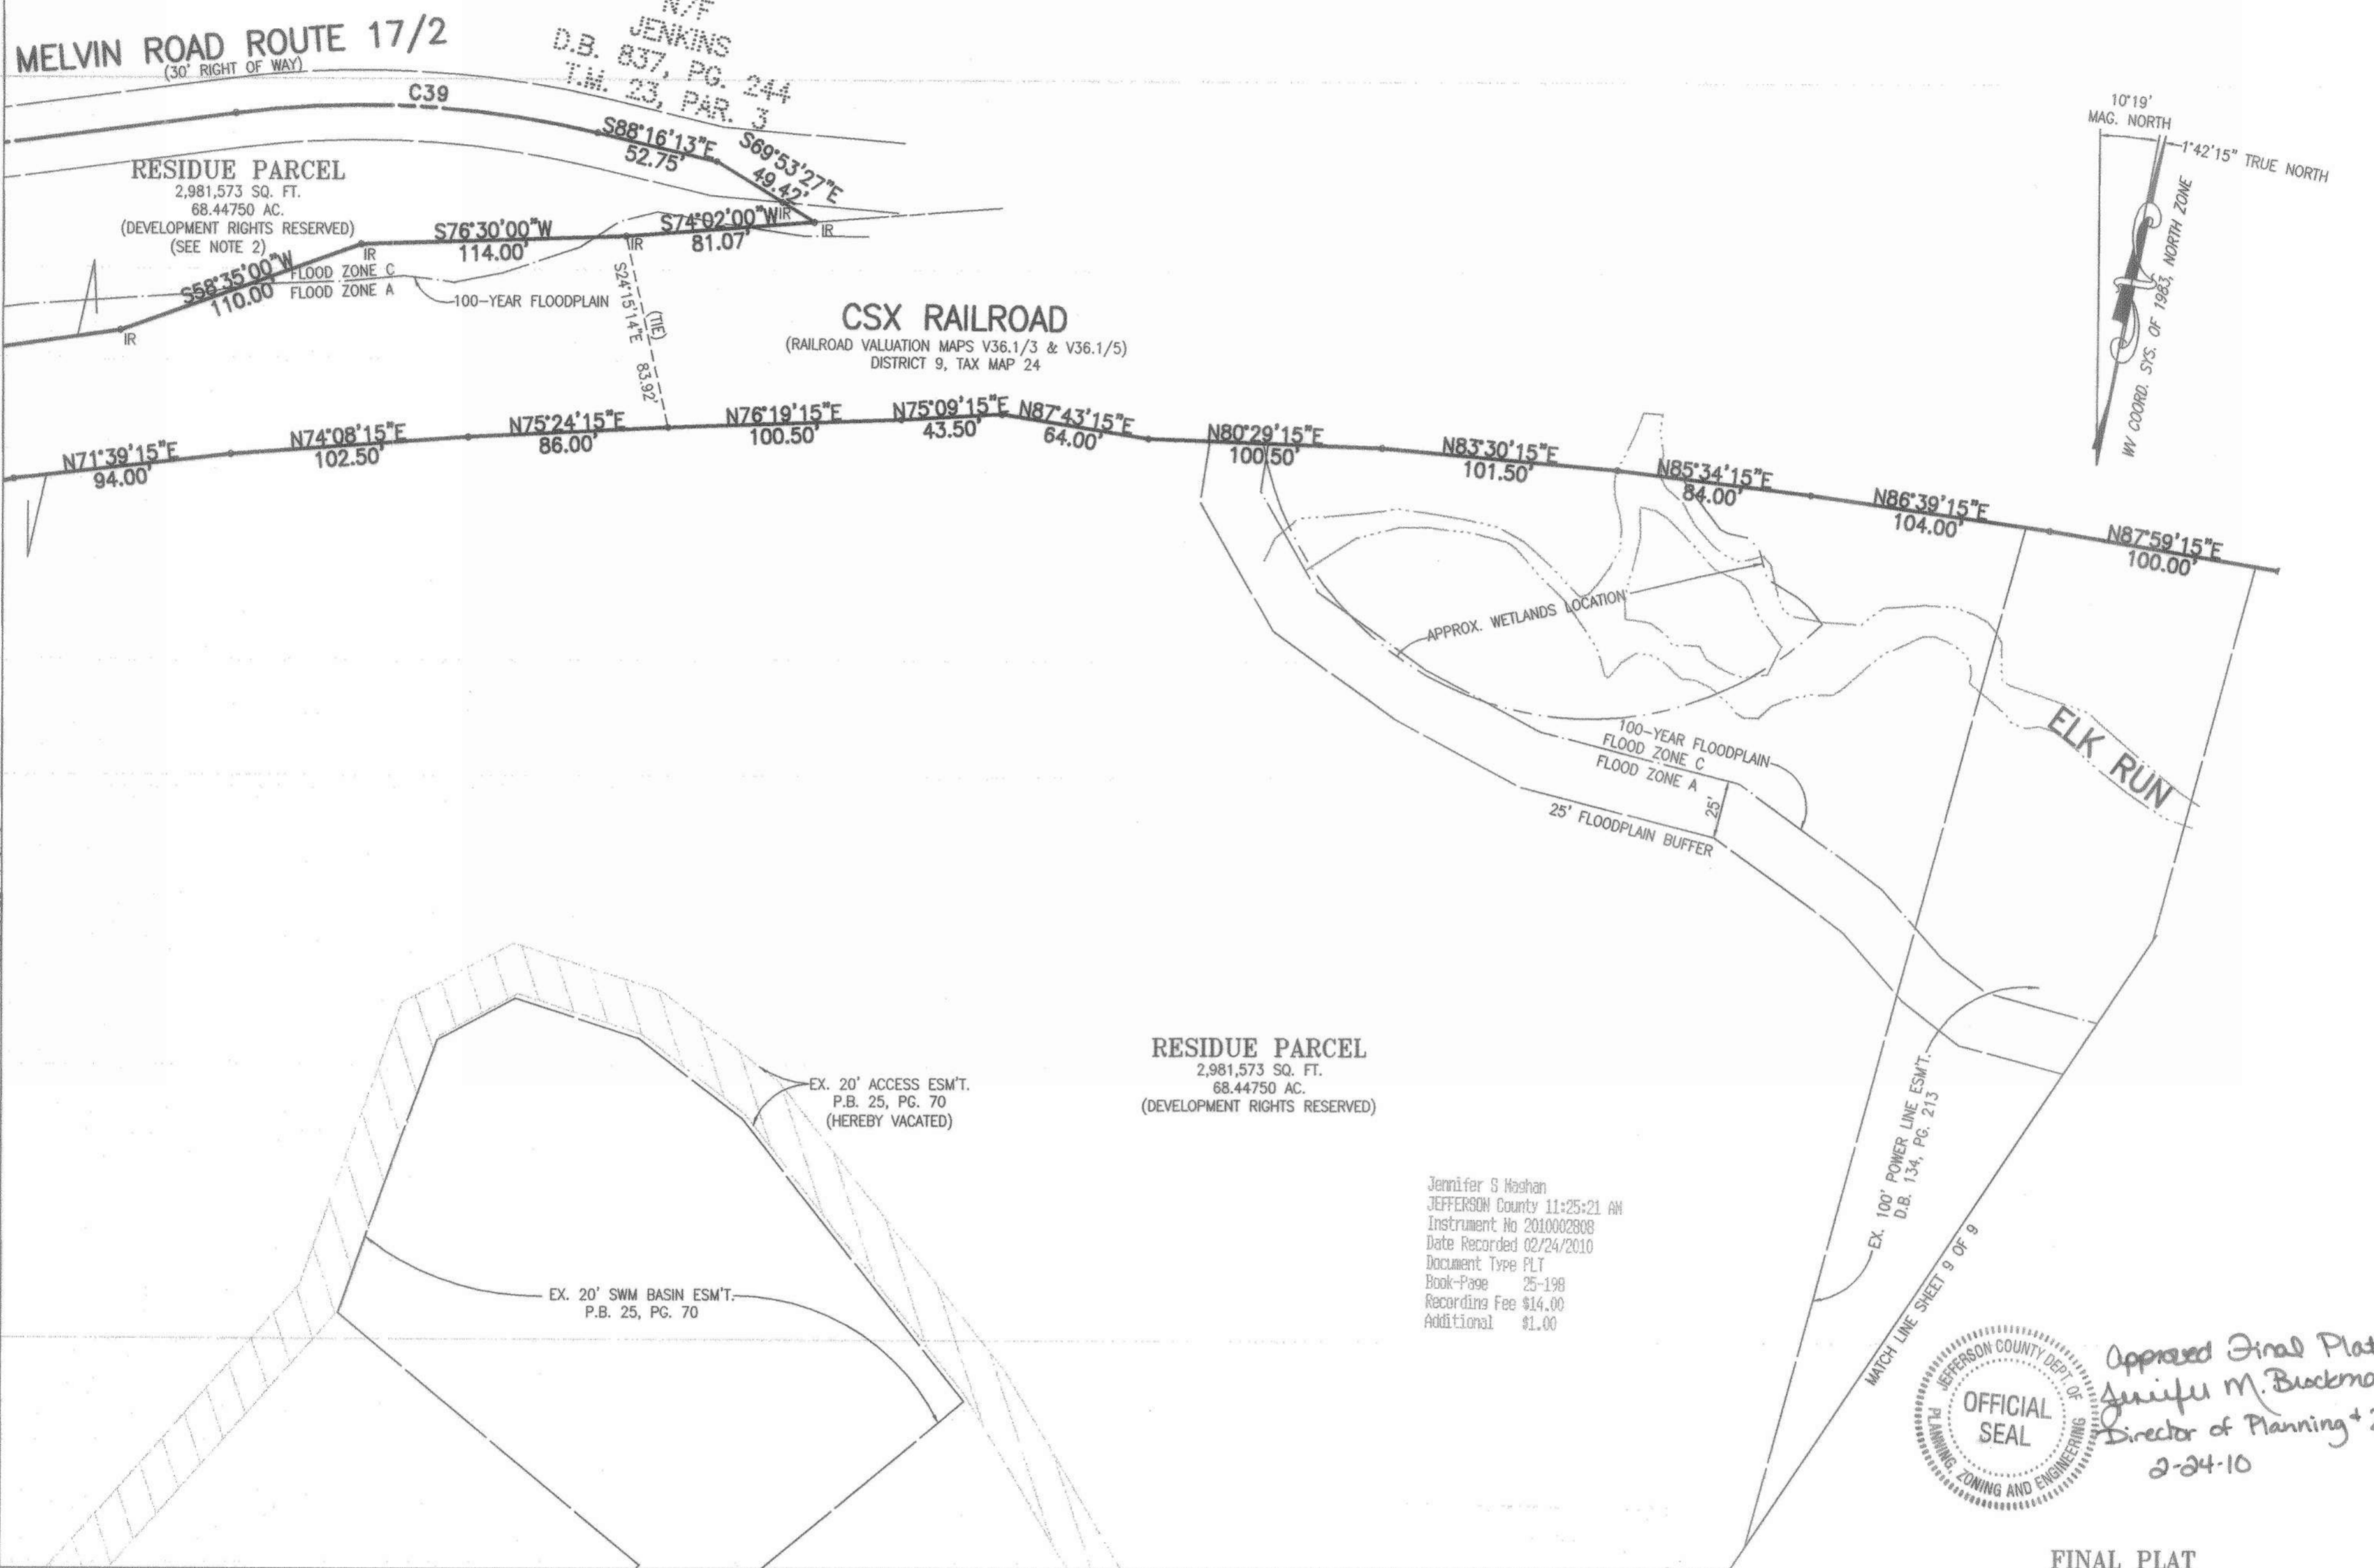 MELVIN ROAD ROUTE 17/2
(30' RIGHT OF WAY)
C39
N/F
JENKINS
D.B. 837, PG. 244
T.M. 23, PAR. 3
S88°16'13"E
52.75'
S69°53'27"E
49.42'
RESIDUE PARCEL
2,981,573 SQ. FT.
68.44750 AC.
(DEVELOPMENT RIGHTS RESERVED)
(SEE NOTE 2)
S76°30'00"W
114.00'
S74°02'00"W
81.07'
IR
IR
IR
IR
IR
S58°35'00"W
110.00'
FLOOD ZONE C
FLOOD ZONE A
100-YEAR FLOODPLAIN
(TIE)
S24°15'14"E 83.92'
CSX RAILROAD
(RAILROAD VALUATION MAPS V36.1/3 & V36.1/5)
DISTRICT 9, TAX MAP 24
10°19'
MAG. NORTH
1°42'15" TRUE NORTH
WV COORD. SYS. OF 1983, NORTH ZONE
N71°39'15"E
94.00'
N74°08'15"E
102.50'
N75°24'15"E
86.00'
N76°19'15"E
100.50'
N75°09'15"E
43.50'
N87°43'15"E
64.00'
N80°29'15"E
100.50'
N83°30'15"E
101.50'
N85°34'15"E
84.00'
N86°39'15"E
104.00'
N87°59'15"E
100.00'
APPROX. WETLANDS LOCATION
100-YEAR FLOODPLAIN
FLOOD ZONE C
FLOOD ZONE A
25'
25' FLOODPLAIN BUFFER
ELK RUN
EX. 20' ACCESS ESM'T.
P.B. 25, PG. 70
(HEREBY VACATED)
RESIDUE PARCEL
2,981,573 SQ. FT.
68.44750 AC.
(DEVELOPMENT RIGHTS RESERVED)
EX. 100' POWER LINE ESM'T.
D.B. 134, PG. 213
EX. 20' SWM BASIN ESM'T.
P.B. 25, PG. 70
Jennifer S Maghan
JEFFERSON County 11:25:21 AM
Instrument No 2010002808
Date Recorded 02/24/2010
Document Type PLT
Book-Page 25-198
Recording Fee $14.00
Additional $1.00
MATCH LINE SHEET 9 OF 9
JEFFERSON COUNTY DEPT. OF
PLANNING, ZONING AND ENGINEERING
OFFICIAL
SEAL
Approved Final Plat
Jennifer M. Brockma
Director of Planning +
2-24-10
FINAL PLAT